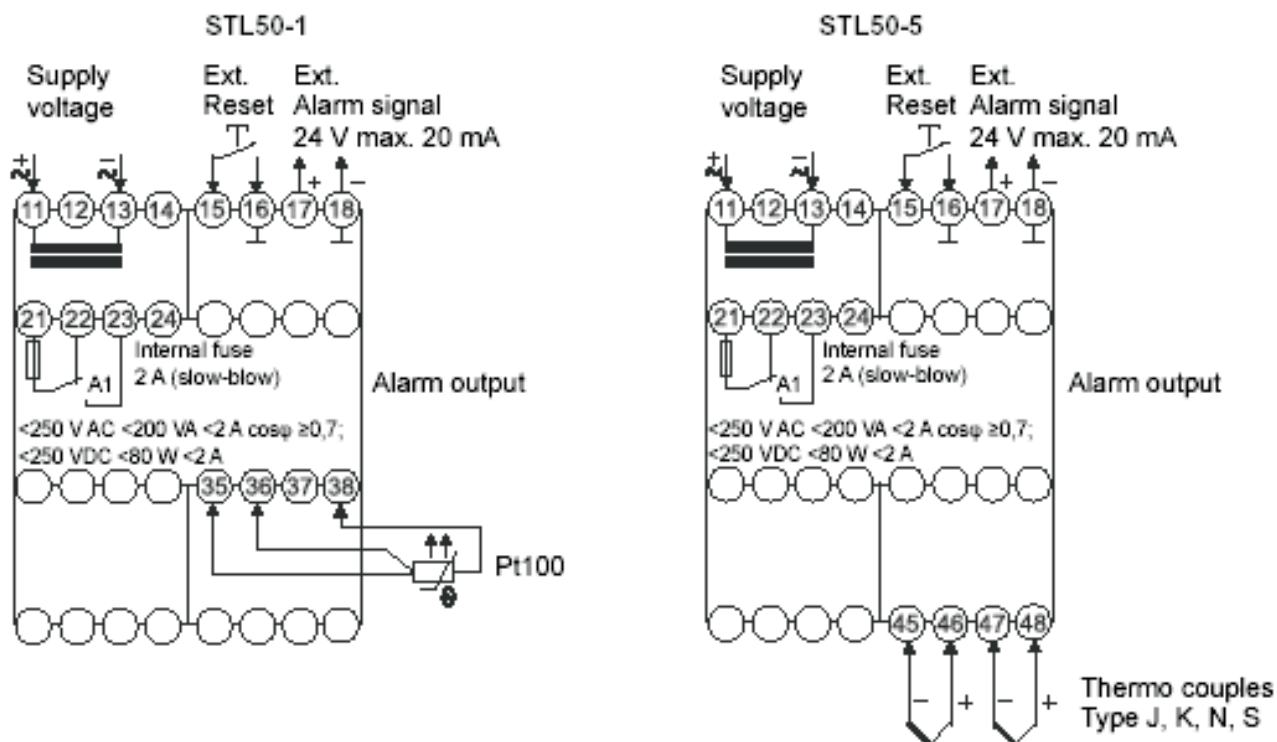 STL50-1
Supply voltage
Ext. Reset
Ext. Alarm signal
24 V max. 20 mA
~+
~–
+
–
11 12 13 14 15 16 17 18
21 22 23 24
Internal fuse
2 A (slow-blow)
A1
Alarm output
<250 V AC <200 VA <2 A cosφ ≥0,7;
<250 VDC <80 W <2 A
35 36 37 38
Pt100
ϑ
STL50-5
Supply voltage
Ext. Reset
Ext. Alarm signal
24 V max. 20 mA
~+
~–
+
–
11 12 13 14 15 16 17 18
21 22 23 24
Internal fuse
2 A (slow-blow)
A1
Alarm output
<250 V AC <200 VA <2 A cosφ ≥0,7;
<250 VDC <80 W <2 A
45 46 47 48
– + – +
Thermo couples
Type J, K, N, S